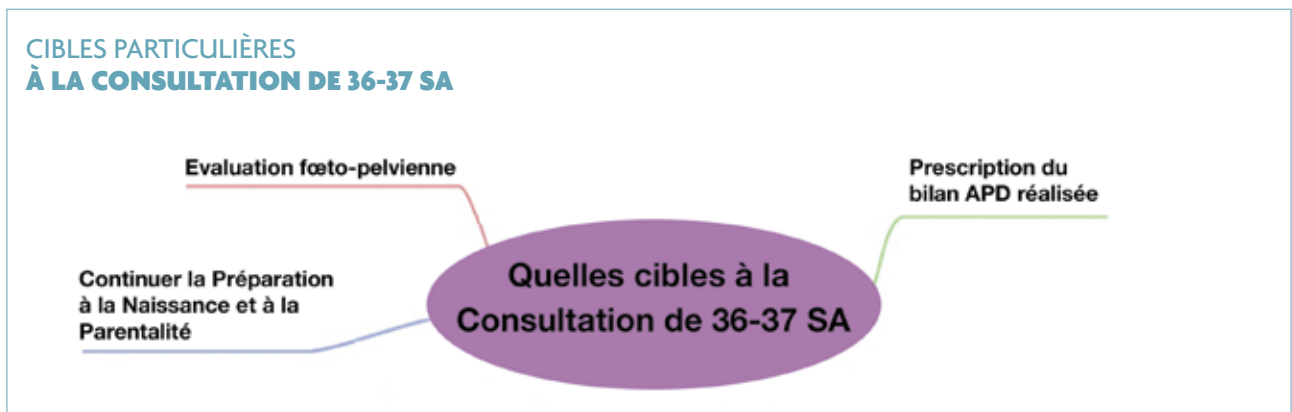 CIBLES PARTICULIÈRES
À LA CONSULTATION DE 36-37 SA
Evaluation fœto-pelvienne
Prescription du
bilan APD réalisée
Quelles cibles à la
Consultation de 36-37 SA
Continuer la Préparation
à la Naissance et à la
Parentalité